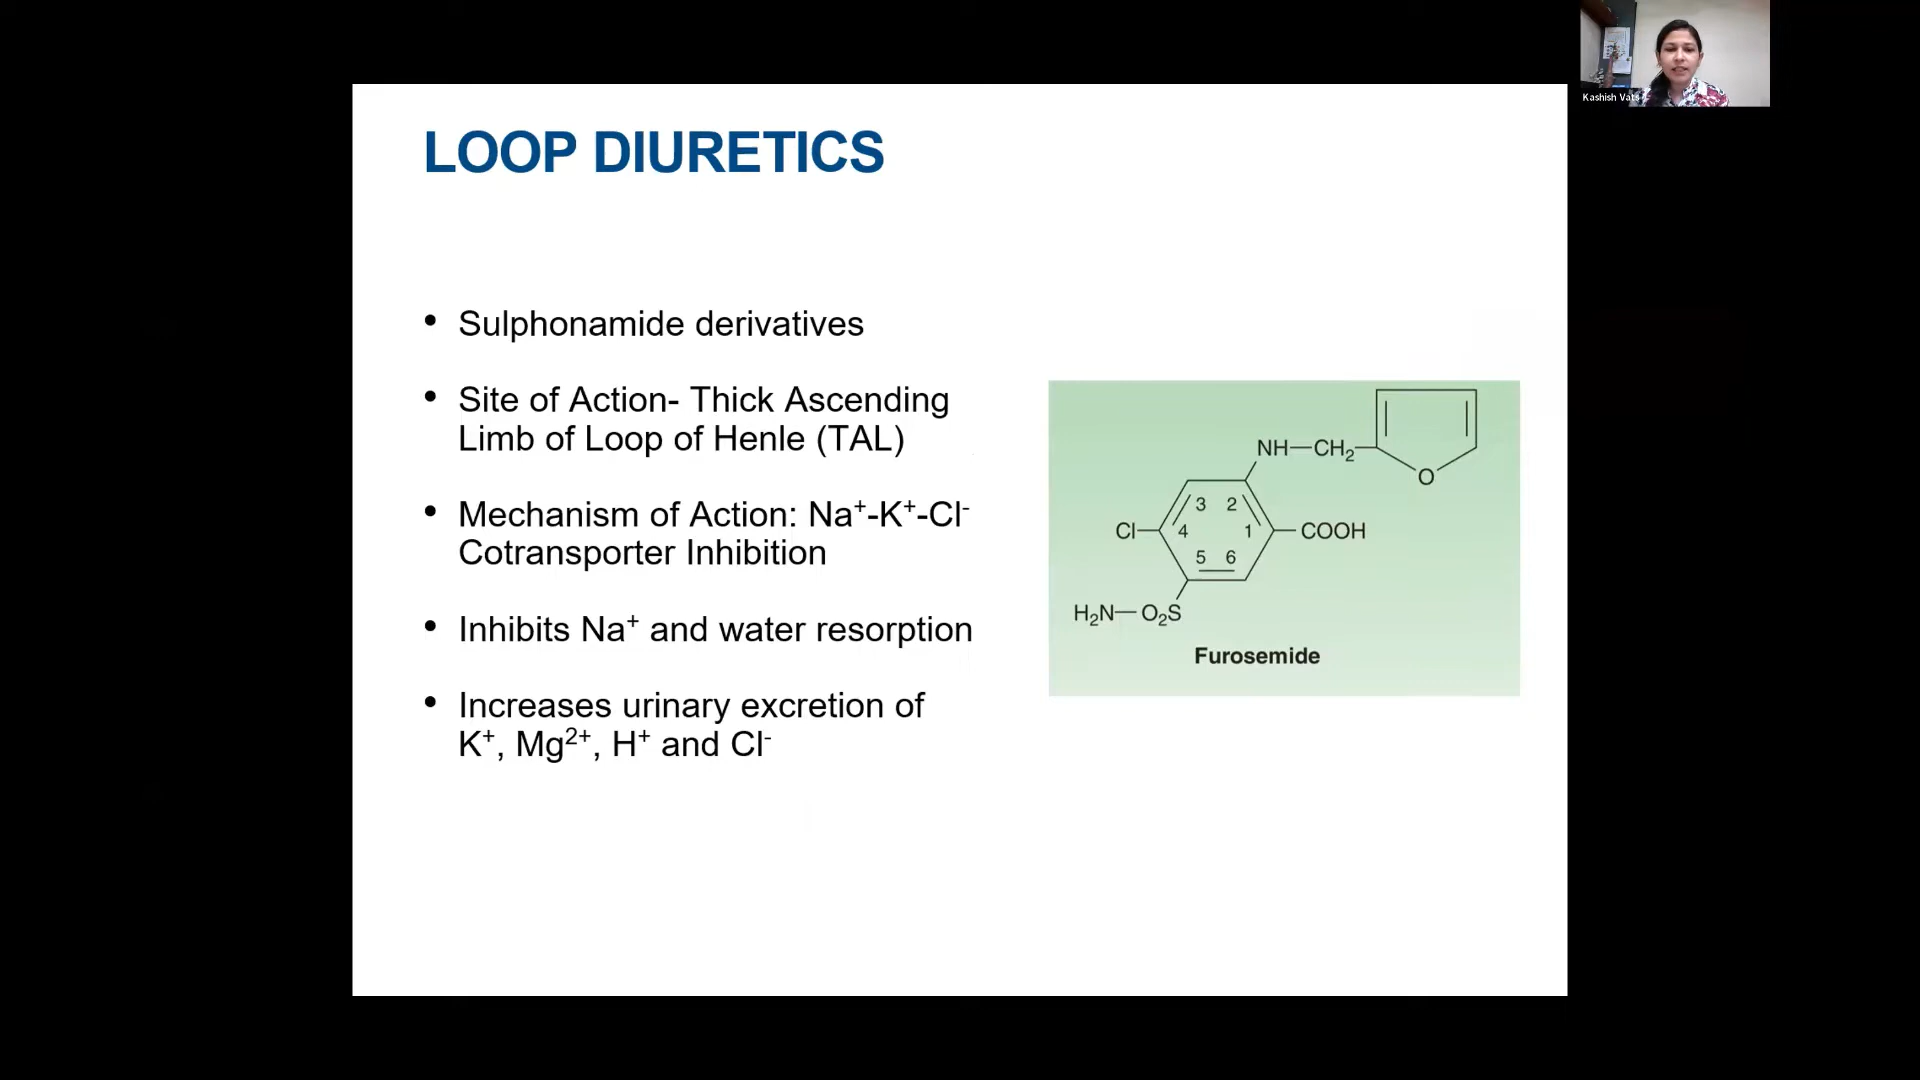 Kashish Vats
LOOP DIURETICS
• Sulphonamide derivatives
• Site of Action- Thick Ascending
Limb of Loop of Henle (TAL)
• Mechanism of Action: Na⁺-K⁺-Cl⁻
Cotransporter Inhibition
• Inhibits Na⁺ and water resorption
• Increases urinary excretion of
K⁺, Mg²⁺, H⁺ and Cl⁻
NH—CH₂
O
3 2
Cl 4 1 COOH
5 6
H₂N—O₂S
Furosemide